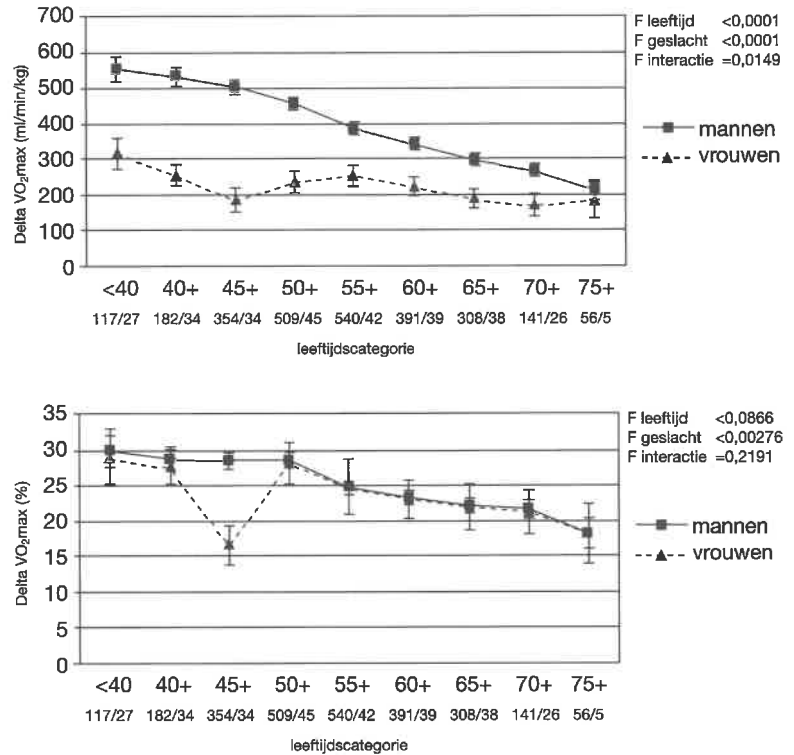 Delta VO₂max (ml/min/kg)
700
600
500
400
300
200
100
0
<40 40+ 45+ 50+ 55+ 60+ 65+ 70+ 75+
117/27 182/34 354/34 509/45 540/42 391/39 308/38 141/26 56/5
leeftijdscategorie
F leeftijd <0,0001
F geslacht <0,0001
F interactie =0,0149
mannen
vrouwen
Delta VO₂max (%)
35
30
25
20
15
10
5
0
<40 40+ 45+ 50+ 55+ 60+ 65+ 70+ 75+
117/27 182/34 354/34 509/45 540/42 391/39 308/38 141/26 56/5
leeftijdscategorie
F leeftijd <0,0866
F geslacht <0,00276
F interactie =0,2191
mannen
vrouwen